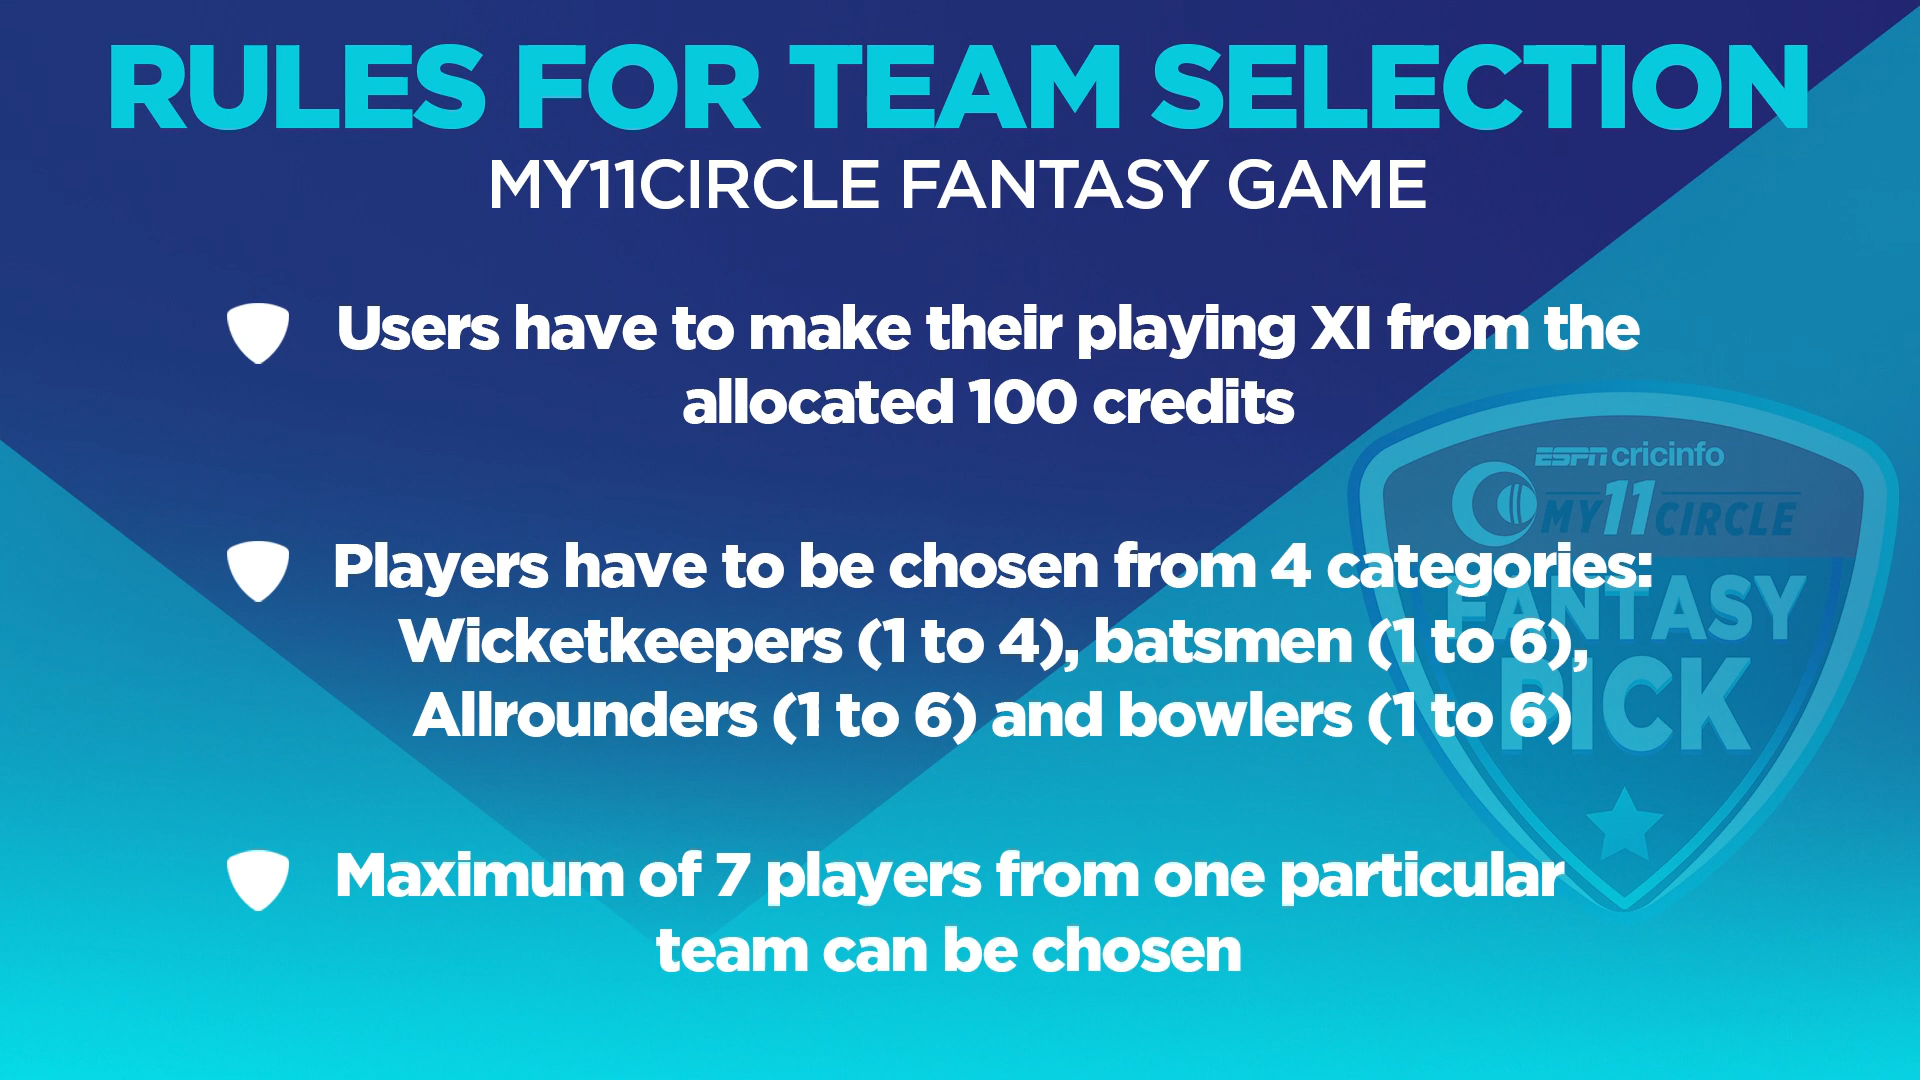 RULES FOR TEAM SELECTION
MY11CIRCLE FANTASY GAME
Users have to make their playing XI from the
allocated 100 credits
ESPN cricinfo
MY11CIRCLE
Players have to be chosen from 4 categories:
Wicketkeepers (1 to 4), batsmen (1 to 6),
Allrounders (1 to 6) and bowlers (1 to 6)
FANTASY
PICK
Maximum of 7 players from one particular
team can be chosen